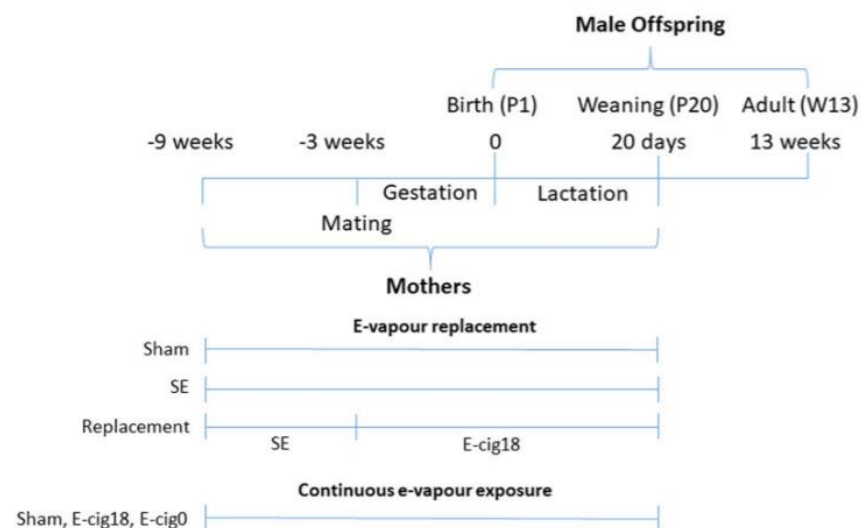 Male Offspring
Birth (P1) Weaning (P20) Adult (W13)
-9 weeks -3 weeks 0 20 days 13 weeks
Gestation Lactation
Mating
Mothers
E-vapour replacement
Sham
SE
Replacement
SE E-cig18
Continuous e-vapour exposure
Sham, E-cig18, E-cig0